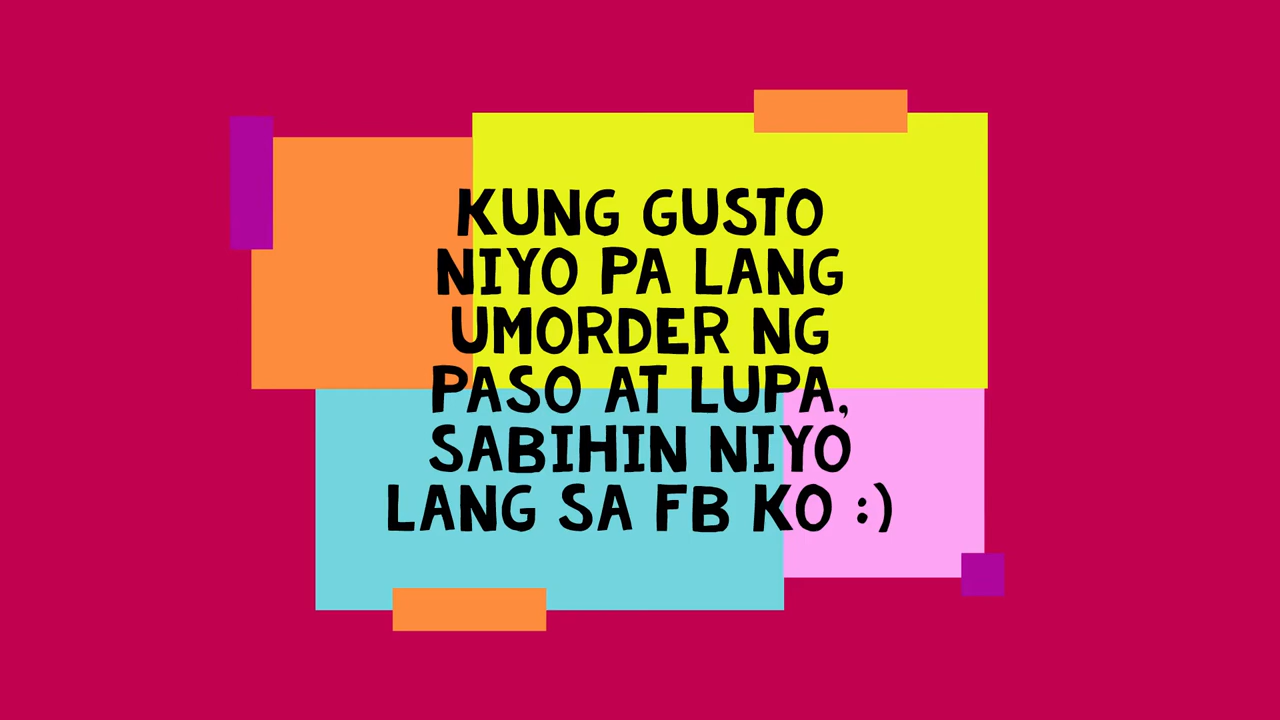 KUNG GUSTO
NIYO PA LANG
UMORDER NG
PASO AT LUPA,
SABIHIN NIYO
LANG SA FB KO :)